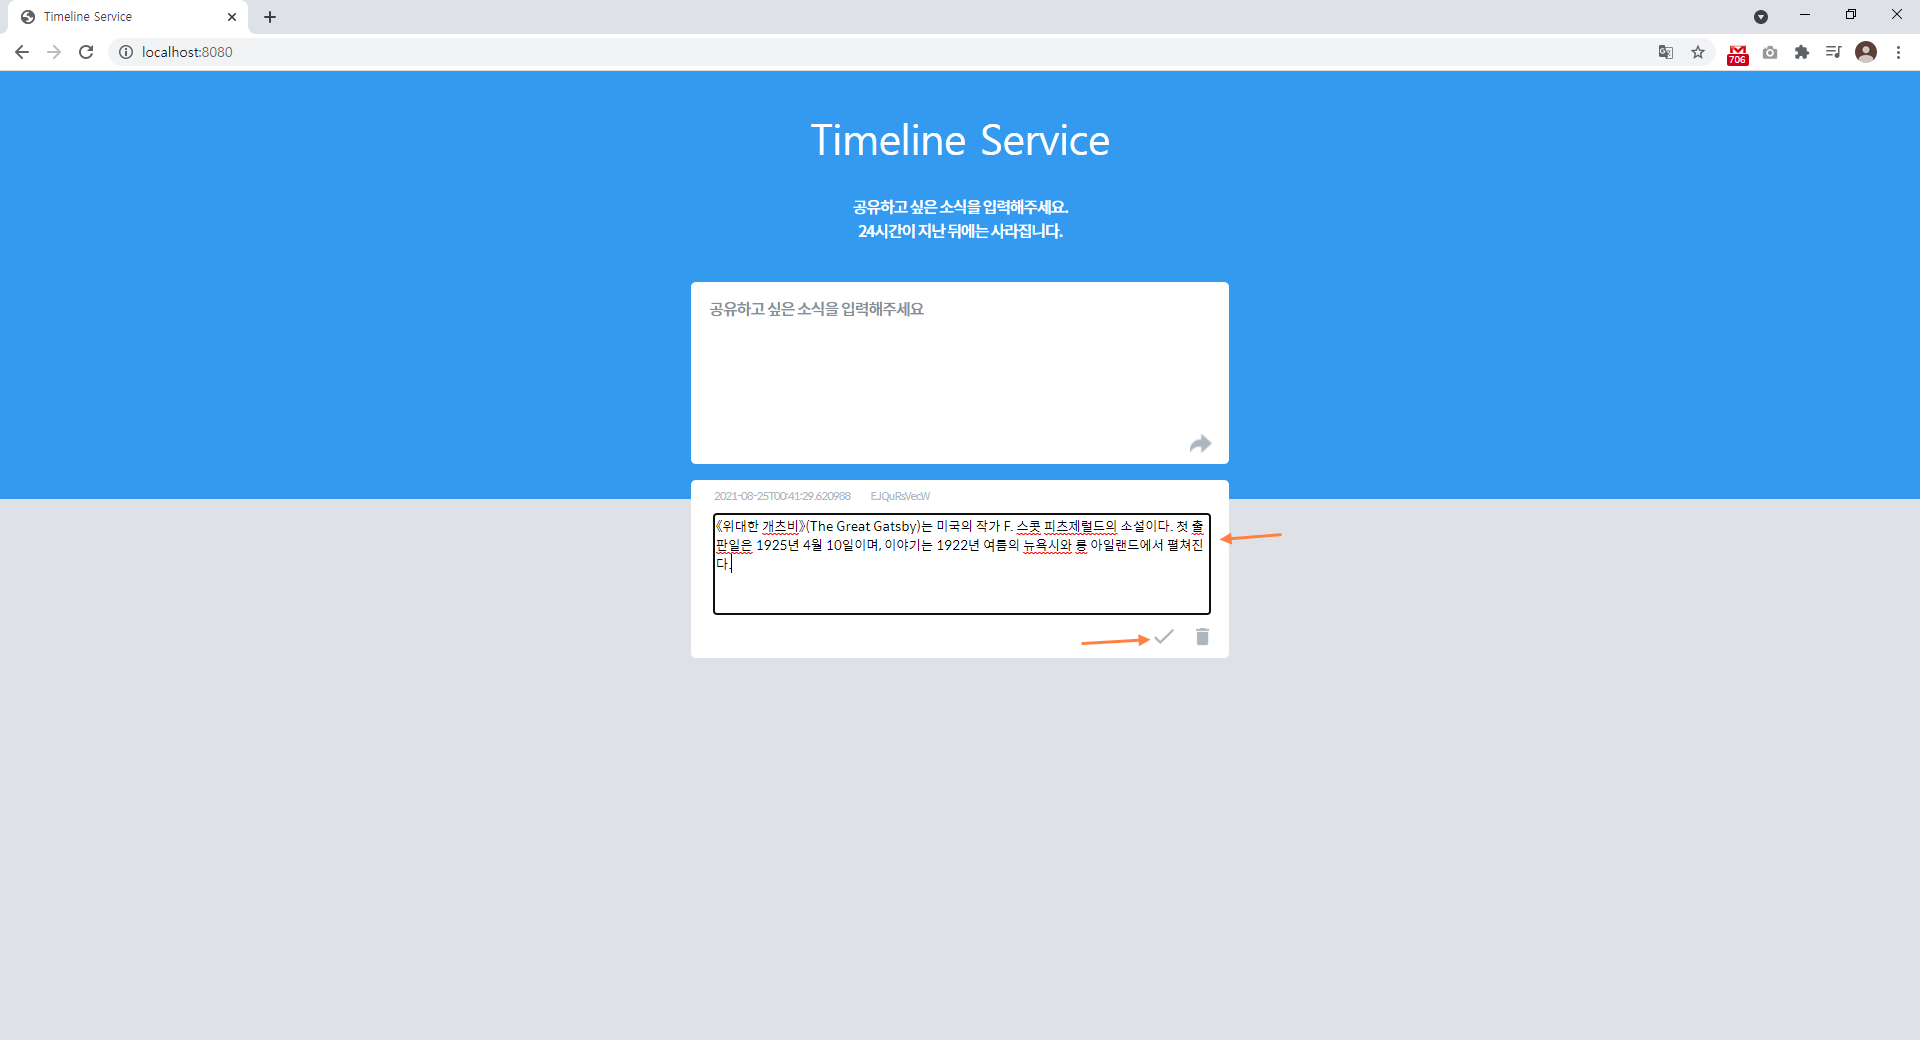 Timeline Service
localhost:8080
706
Timeline Service
공유하고 싶은 소식을 입력해주세요.
24시간이 지난 뒤에는 사라집니다.
공유하고 싶은 소식을 입력해주세요
2021-08-25T00:41:29.620988 EJQuRsVecW
《위대한 개츠비》(The Great Gatsby)는 미국의 작가 F. 스콧 피츠제럴드의 소설이다. 첫 출
판일은 1925년 4월 10일이며, 이야기는 1922년 여름의 뉴욕시와 롱 아일랜드에서 펼쳐진
다.